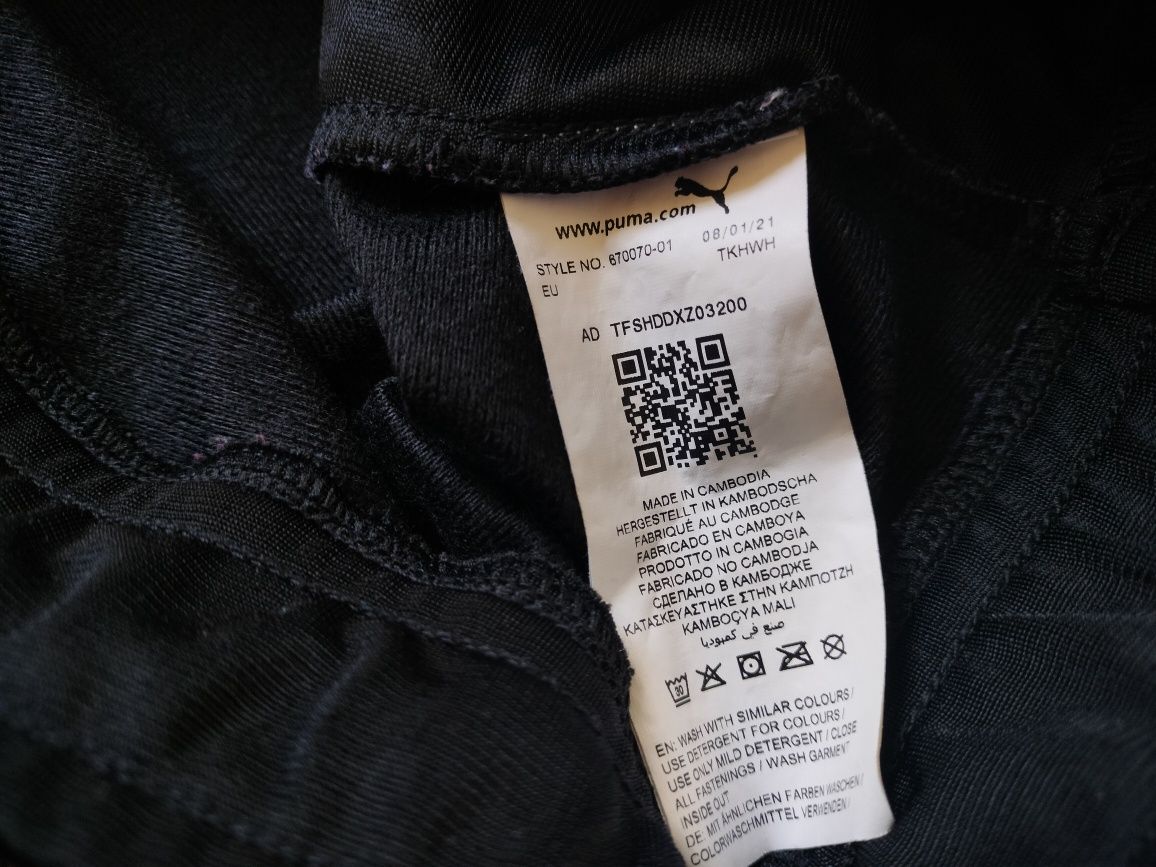 www.puma.com
STYLE NO. 670070-01 08/01/21
EU TKHWH
AD TFSHDDXZ03200
MADE IN CAMBODIA
HERGESTELLT IN KAMBODSCHA
FABRIQUÉ AU CAMBODGE
FABRICADO EN CAMBOYA
PRODOTTO IN CAMBOGIA
FABRICADO NO CAMBODJA
СДЕЛАНО В КАМБОДЖЕ
ΚΑΤΑΣΚΕΥΑΣΤΗΚΕ ΣΤΗΝ ΚΑΜΠΟΤΖΗ
KAMBOÇYA MALI
صنع في كمبوديا
30
EN: WASH WITH SIMILAR COLOURS/
USE DETERGENT FOR COLOURS/
USE ONLY MILD DETERGENT / CLOSE
ALL FASTENINGS / WASH GARMENT
INSIDE OUT
DE: MIT ÄHNLICHEN FARBEN WASCHEN/
COLORWASCHMITTEL VERWENDEN/